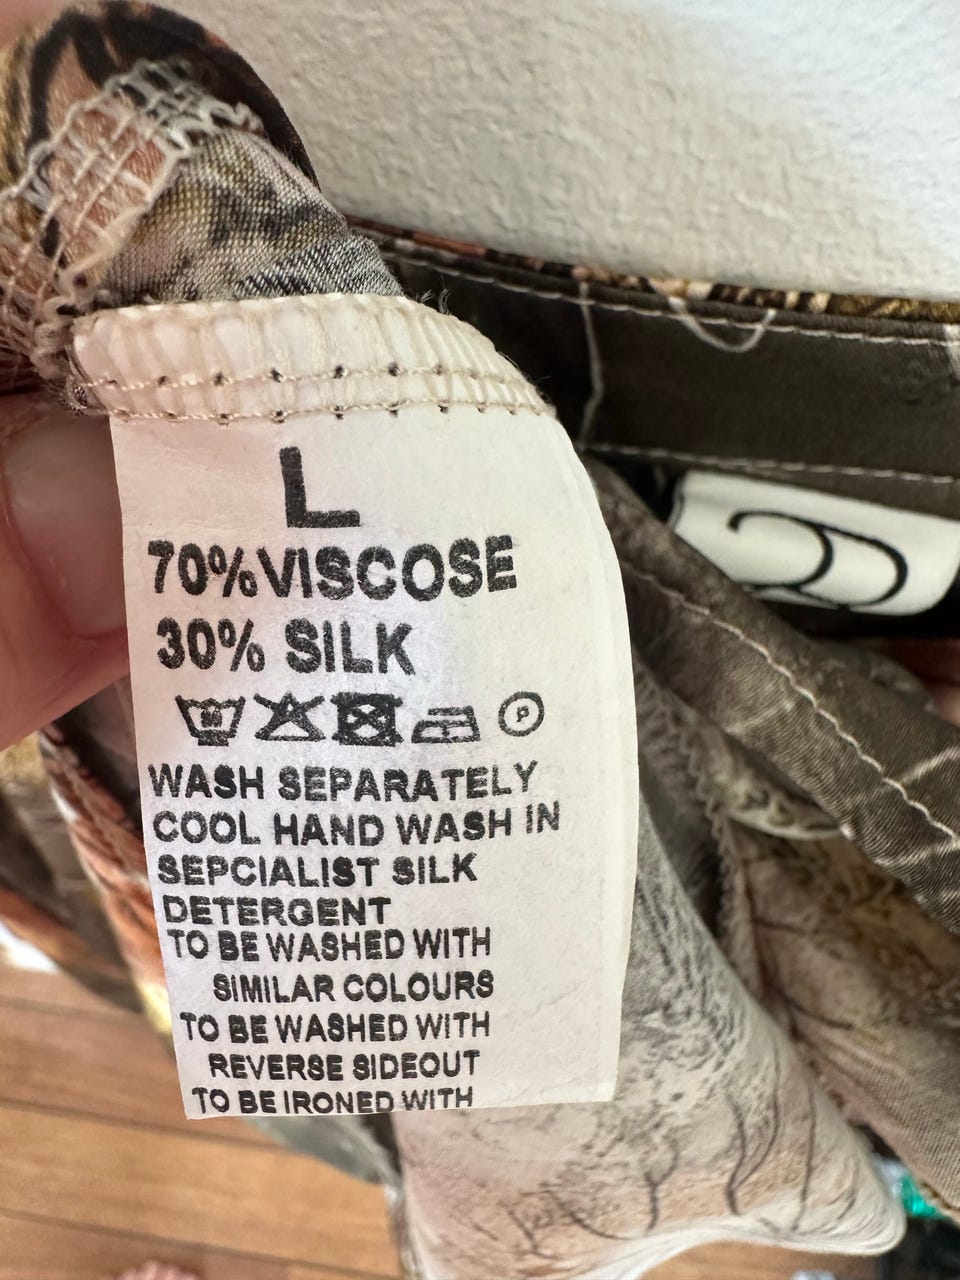 L
70% VISCOSE
30% SILK
P
WASH SEPARATELY
COOL HAND WASH IN
SEPCIALIST SILK
DETERGENT
TO BE WASHED WITH
SIMILAR COLOURS
TO BE WASHED WITH
REVERSE SIDEOUT
TO BE IRONED WITH